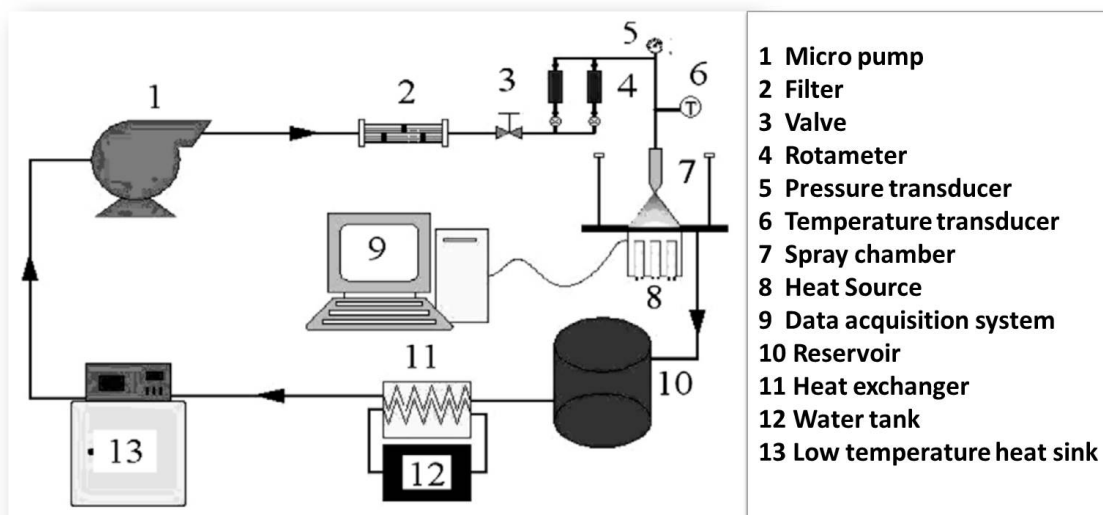 1
2
3
4
5
6
T
7
8
9
10
11
12
13
1 Micro pump
2 Filter
3 Valve
4 Rotameter
5 Pressure transducer
6 Temperature transducer
7 Spray chamber
8 Heat Source
9 Data acquisition system
10 Reservoir
11 Heat exchanger
12 Water tank
13 Low temperature heat sink